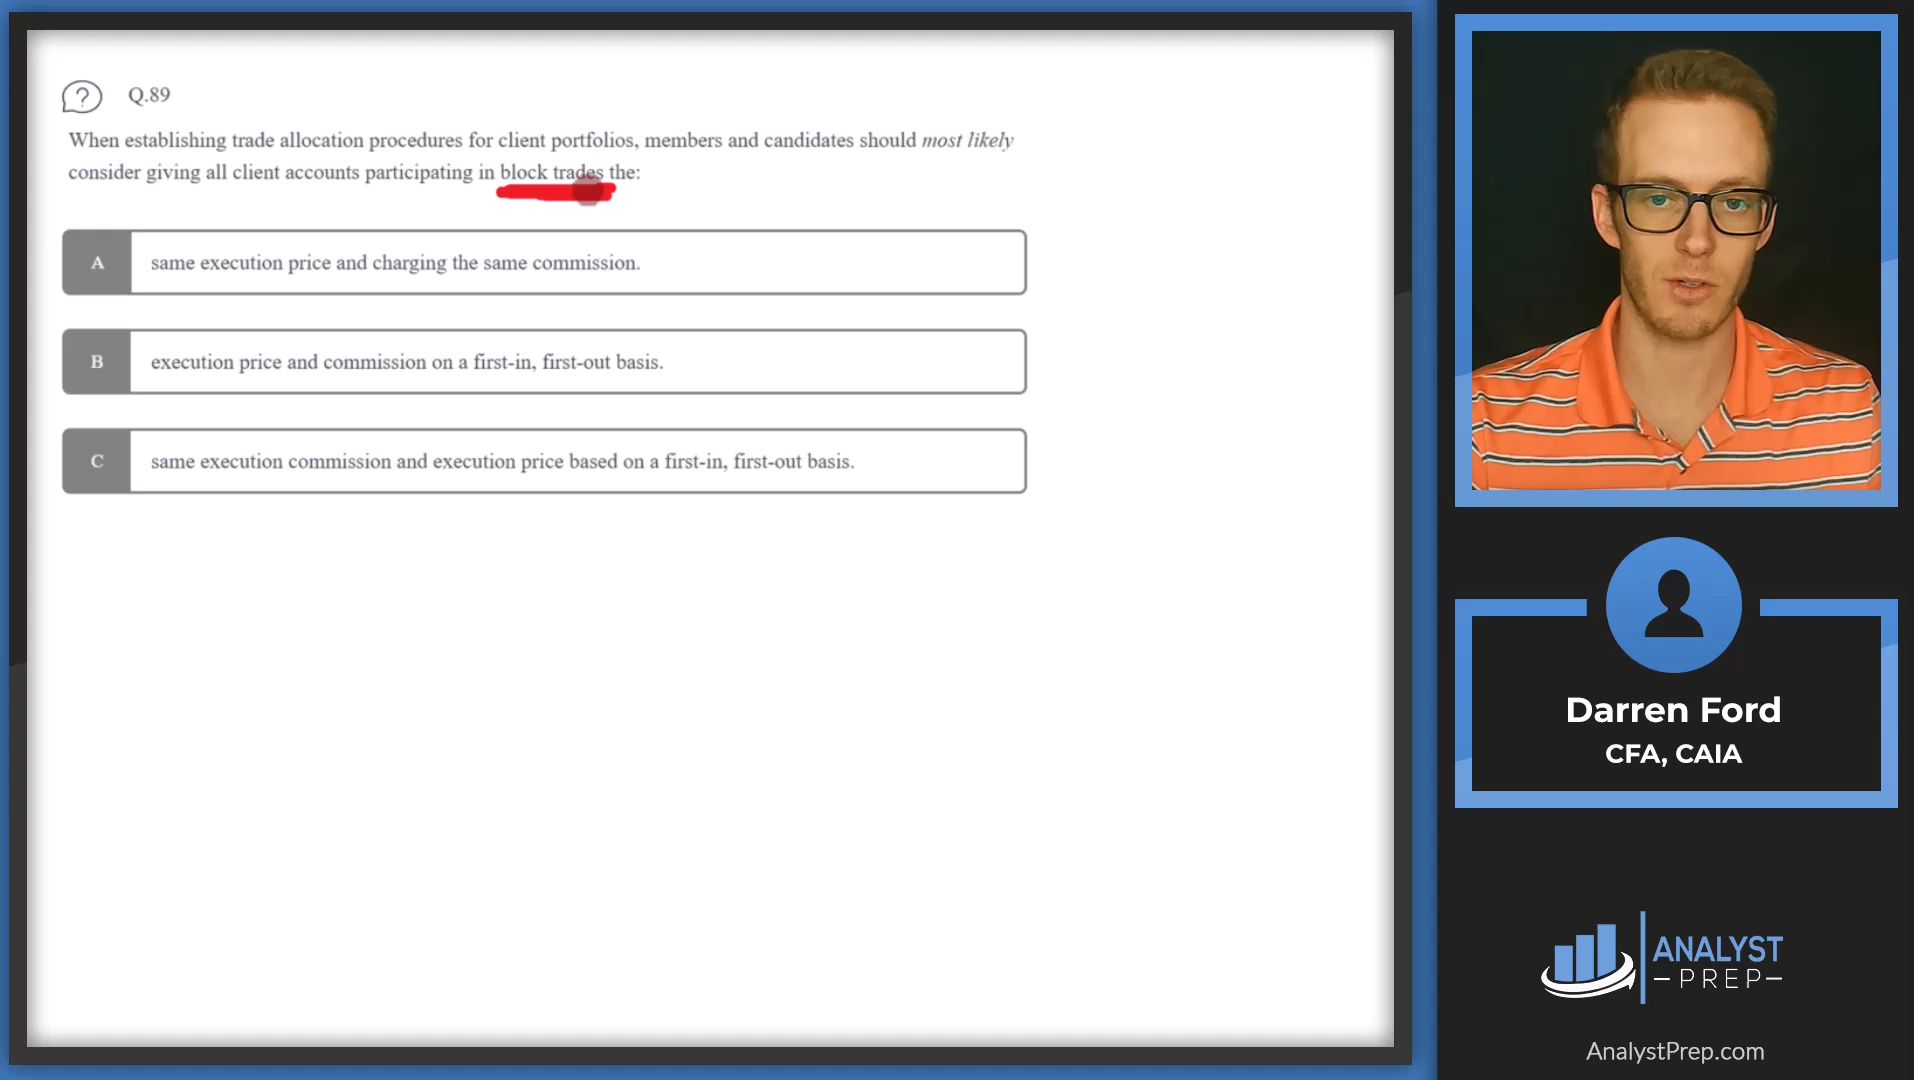 Q.89
When establishing trade allocation procedures for client portfolios, members and candidates should most likely
consider giving all client accounts participating in block trades the:
A
same execution price and charging the same commission.
B
execution price and commission on a first-in, first-out basis.
C
same execution commission and execution price based on a first-in, first-out basis.
Darren Ford
CFA, CAIA
ANALYST
PREP
AnalystPrep.com